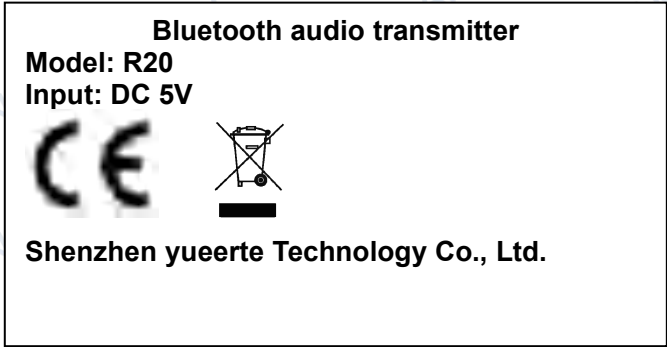 Bluetooth audio transmitter
Model: R20
Input: DC 5V
CE
Shenzhen yueerte Technology Co., Ltd.